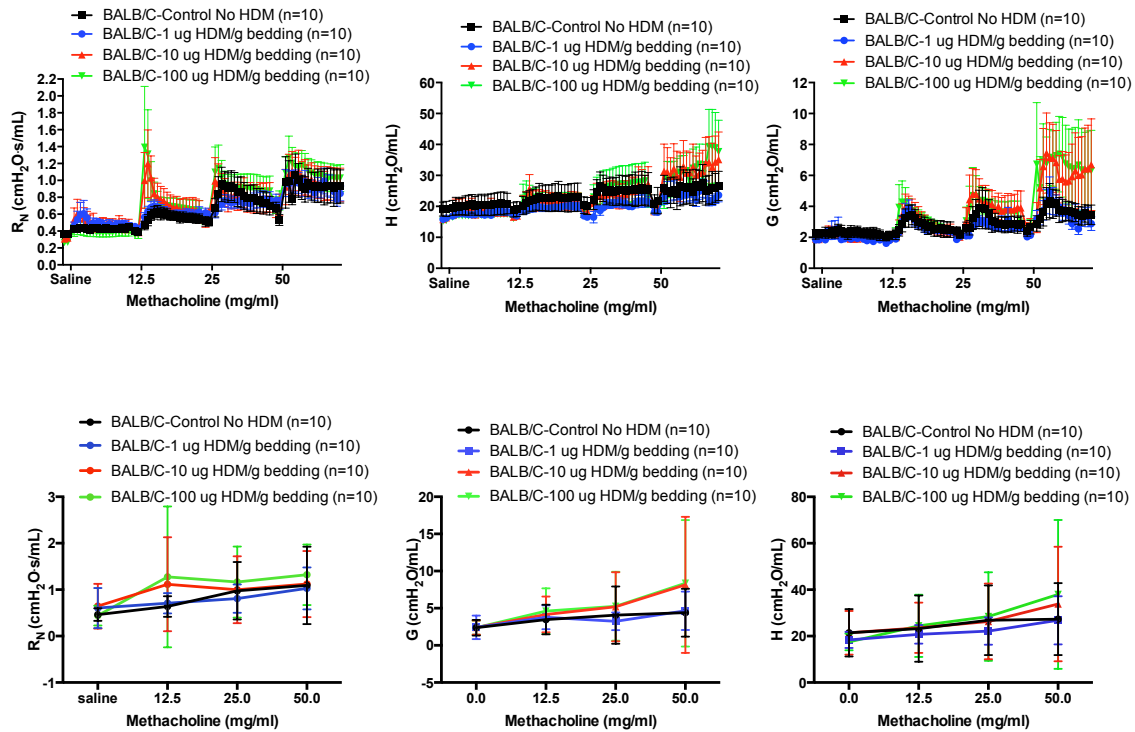 BALB/C-Control No HDM (n=10)
BALB/C-1 ug HDM/g bedding (n=10)
BALB/C-10 ug HDM/g bedding (n=10)
BALB/C-100 ug HDM/g bedding (n=10)
2.2
2.0
1.8
1.6
1.4
1.2
1.0
0.8
0.6
0.4
0.2
0.0
R_N (cmH2O·s/mL)
Saline 12.5 25 50
Methacholine (mg/ml)
BALB/C-Control No HDM (n=10)
BALB/C-1 ug HDM/g bedding (n=10)
BALB/C-10 ug HDM/g bedding (n=10)
BALB/C-100 ug HDM/g bedding (n=10)
60
50
40
30
20
10
0
H (cmH2O/mL)
Saline 12.5 25 50
Methacholine (mg/ml)
BALB/C-Control No HDM (n=10)
BALB/C-1 ug HDM/g bedding (n=10)
BALB/C-10 ug HDM/g bedding (n=10)
BALB/C-100 ug HDM/g bedding (n=10)
12
10
8
6
4
2
0
G (cmH2O/mL)
Saline 12.5 25 50
Methacholine (mg/ml)
BALB/C-Control No HDM (n=10)
BALB/C-1 ug HDM/g bedding (n=10)
BALB/C-10 ug HDM/g bedding (n=10)
BALB/C-100 ug HDM/g bedding (n=10)
3
2
1
0
-1
R_N (cmH2O·s/mL)
saline 12.5 25.0 50.0
Methacholine (mg/ml)
BALB/C-Control No HDM (n=10)
BALB/C-1 ug HDM/g bedding (n=10)
BALB/C-10 ug HDM/g bedding (n=10)
BALB/C-100 ug HDM/g bedding (n=10)
20
15
10
5
0
-5
G (cmH2O/mL)
0.0 12.5 25.0 50.0
Methacholine (mg/ml)
BALB/C-Control No HDM (n=10)
BALB/C-1 ug HDM/g bedding (n=10)
BALB/C-10 ug HDM/g bedding (n=10)
BALB/C-100 ug HDM/g bedding (n=10)
80
60
40
20
0
H (cmH2O/mL)
0.0 12.5 25.0 50.0
Methacholine (mg/ml)